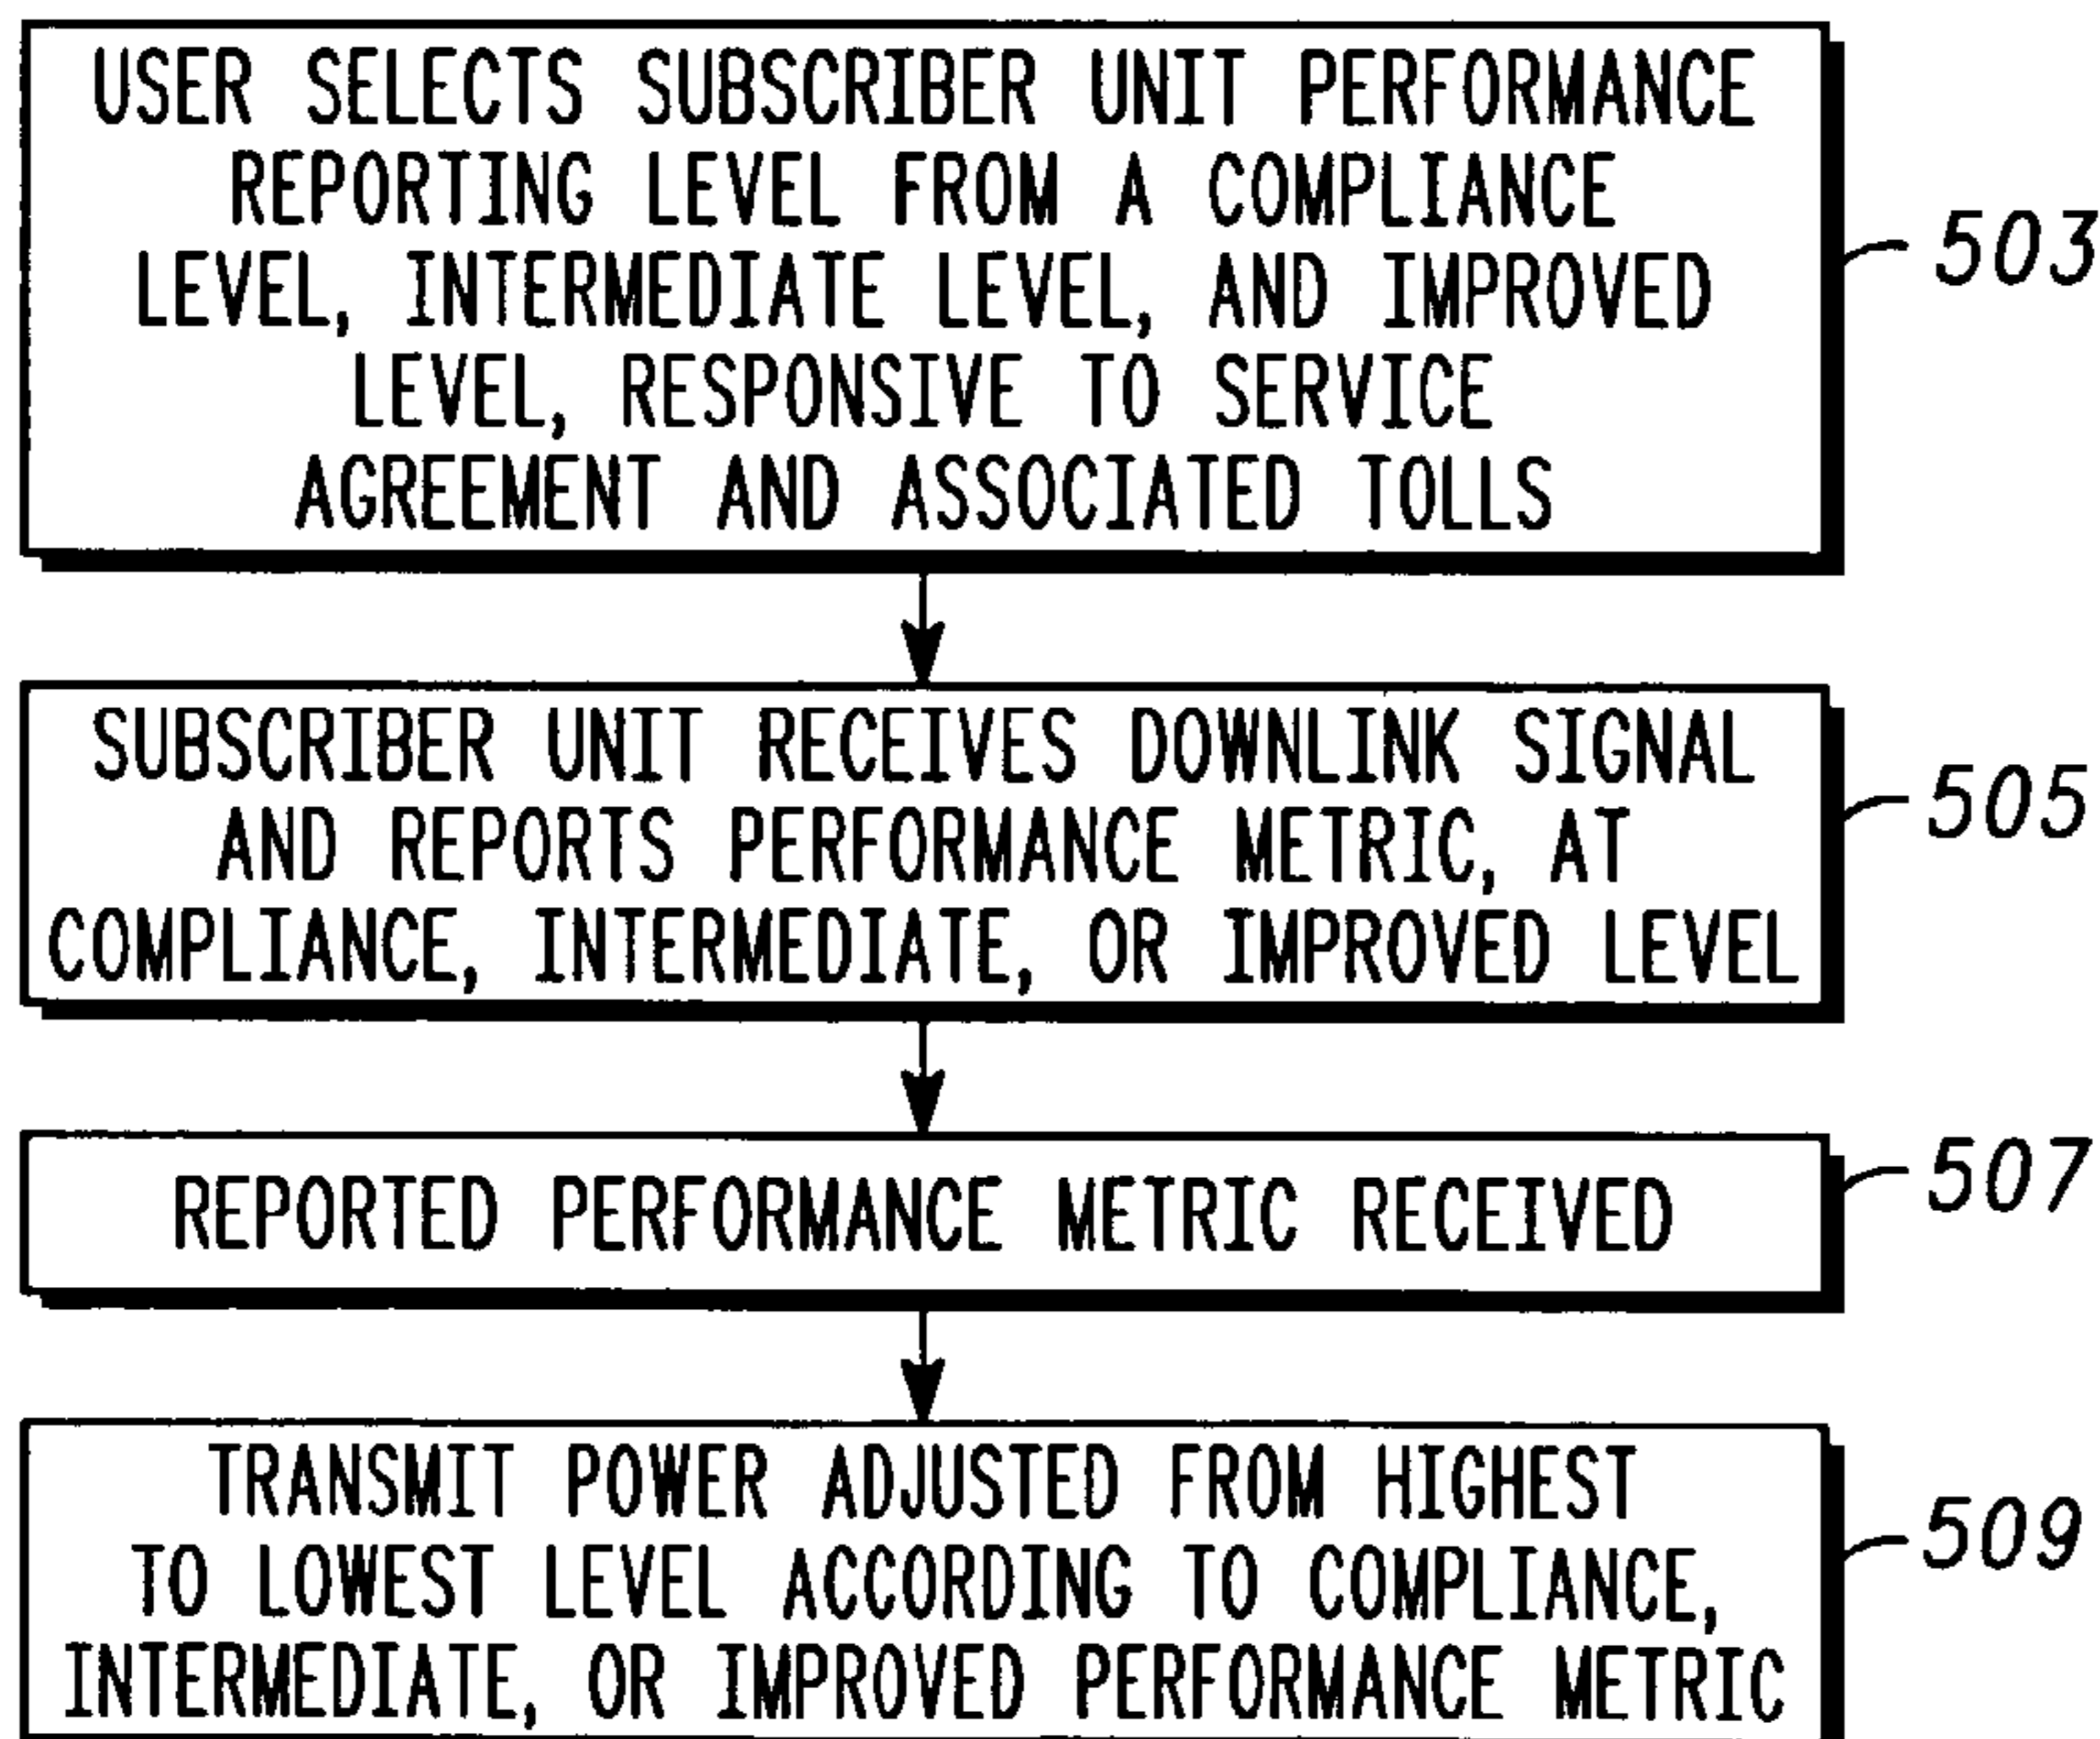 USER SELECTS SUBSCRIBER UNIT PERFORMANCE
REPORTING LEVEL FROM A COMPLIANCE
LEVEL, INTERMEDIATE LEVEL, AND IMPROVED
LEVEL, RESPONSIVE TO SERVICE
AGREEMENT AND ASSOCIATED TOLLS
503
SUBSCRIBER UNIT RECEIVES DOWNLINK SIGNAL
AND REPORTS PERFORMANCE METRIC, AT
COMPLIANCE, INTERMEDIATE, OR IMPROVED LEVEL
505
REPORTED PERFORMANCE METRIC RECEIVED
507
TRANSMIT POWER ADJUSTED FROM HIGHEST
TO LOWEST LEVEL ACCORDING TO COMPLIANCE,
INTERMEDIATE, OR IMPROVED PERFORMANCE METRIC
509